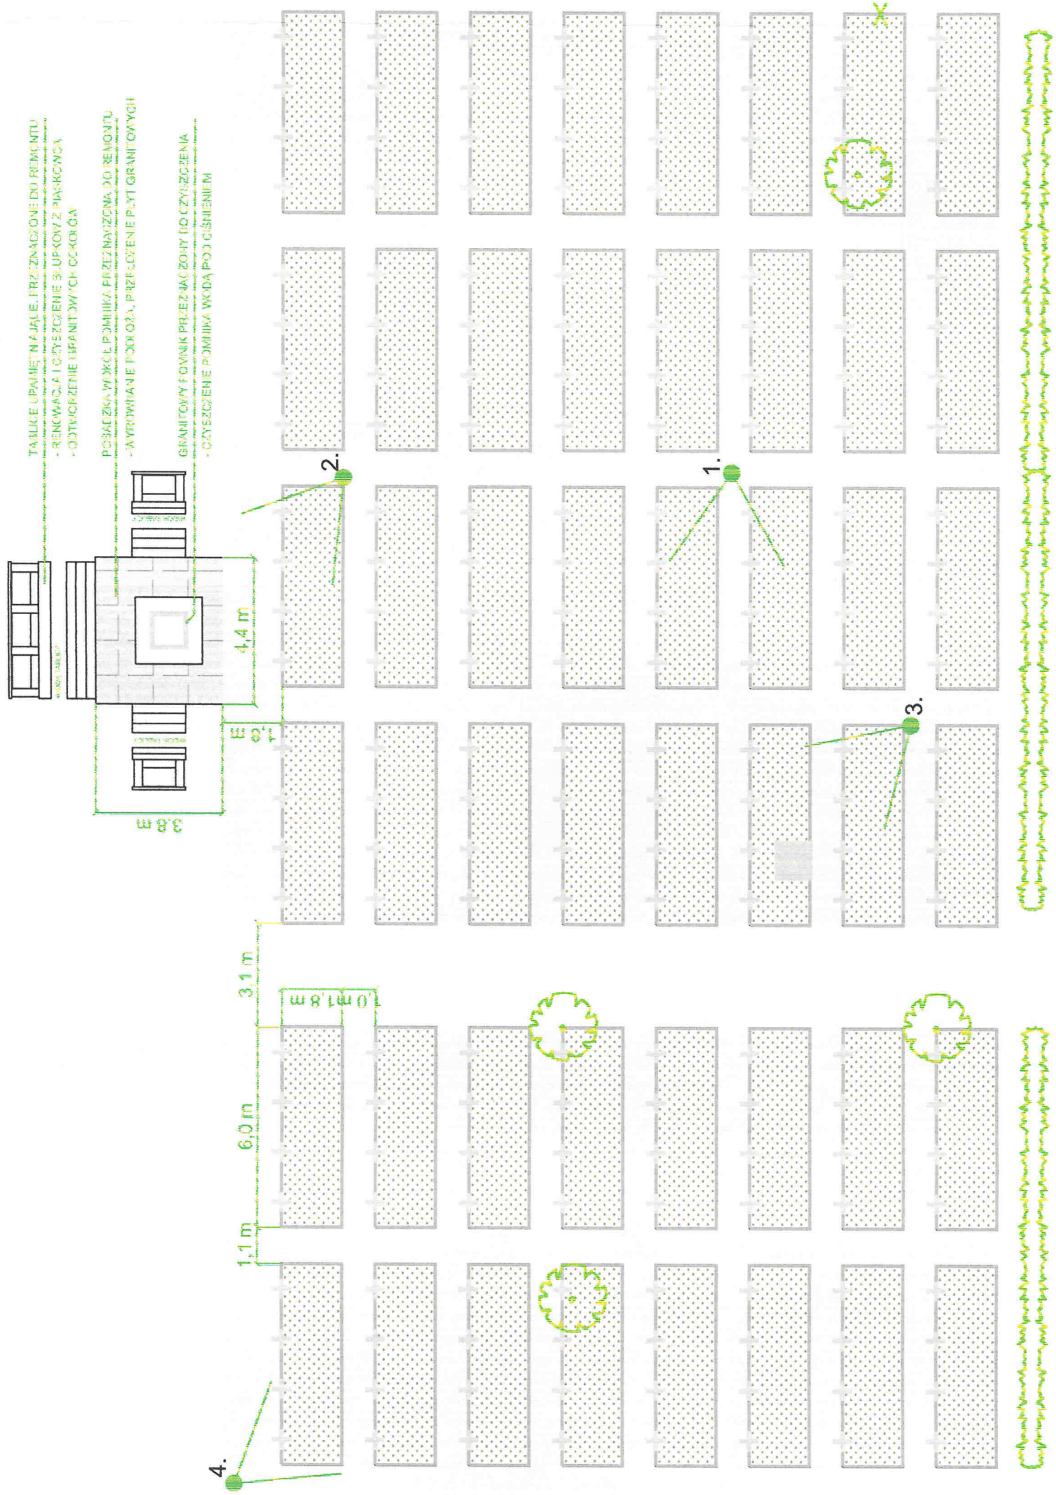 TABLICE UPAMIĘTNIAJĄCE PRZEZNACZONE DO REMONTU
- RENOWACJA I CZYSZCZENIE SŁUPKÓW Z PIASKOWCA
- ODTWORZENIE GRANITOWYCH COKOŁÓW
POSADZKA WOKÓŁ POMNIKA PRZEZNACZONA DO REMONTU
- WYRÓWNANIE PODŁOŻA, PRZEŁOŻENIE PŁYT GRANITOWYCH
GRANITOWY POMNIK PRZEZNACZONY DO CZYSZCZENIA
- CZYSZCZENIE POMNIKA WODĄ POD CIŚNIENIEM
2.
4,4 m
3,8 m
1,8 m
1.
3.
3,1 m
6,0 m
1,1 m
1,8 m
1,0 m
4.